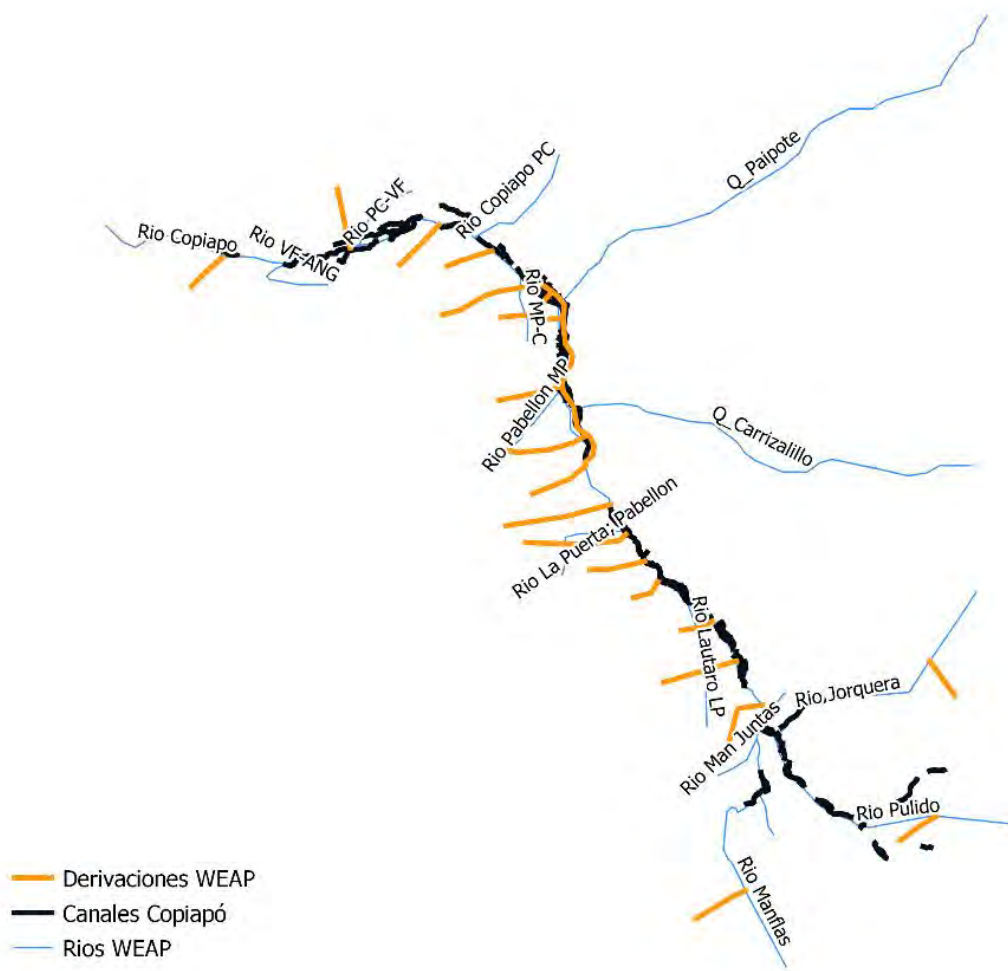 Q_Paipote
Rio Copiapo PC
Rio PC-VF
Rio Copiapo
Rio VF-ANG
Rio MP-C
Rio Pabellon MP
Q_Carrizalillo
Rio La Puerta; Pabellon
Rio Lautaro LP
Rio,Jorquera
Rio Man Juntas
Rio Pulido
Rio Manflas
Derivaciones WEAP
Canales Copiapó
Rios WEAP